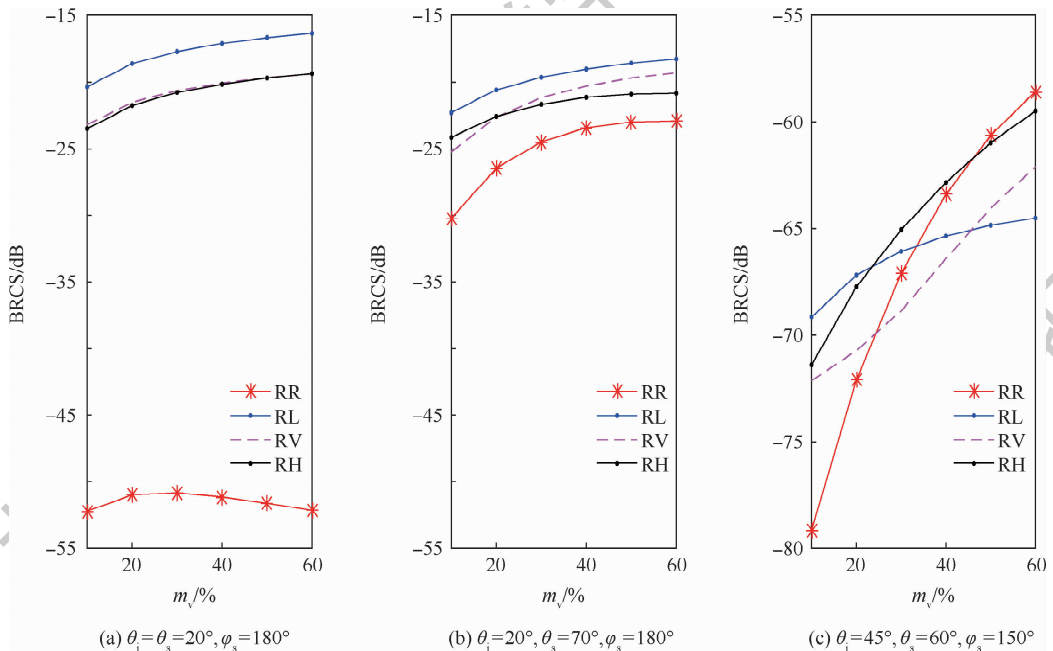 −15
−25
−35
−45
−55
BRCS/dB
20
40
60
m_v/%
RR
RL
RV
RH
(a) θ_i=θ_s=20°, φ_s=180°
−15
−25
−35
−45
−55
BRCS/dB
20
40
60
m_v/%
RR
RL
RV
RH
(b) θ_i=20°, θ_s=70°, φ_s=180°
−55
−60
−65
−70
−75
−80
BRCS/dB
20
40
60
m_v/%
RR
RL
RV
RH
(c) θ_i=45°, θ_s=60°, φ_s=150°